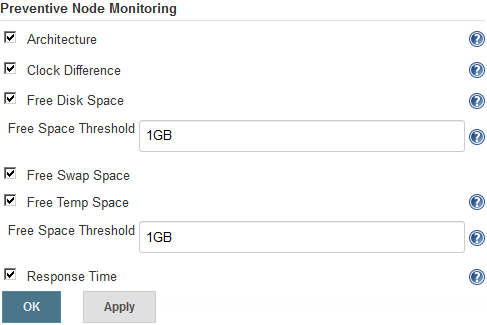 Preventive Node Monitoring
Architecture
Clock Difference
Free Disk Space
Free Space Threshold 1GB
Free Swap Space
Free Temp Space
Free Space Threshold 1GB
Response Time
OK Apply